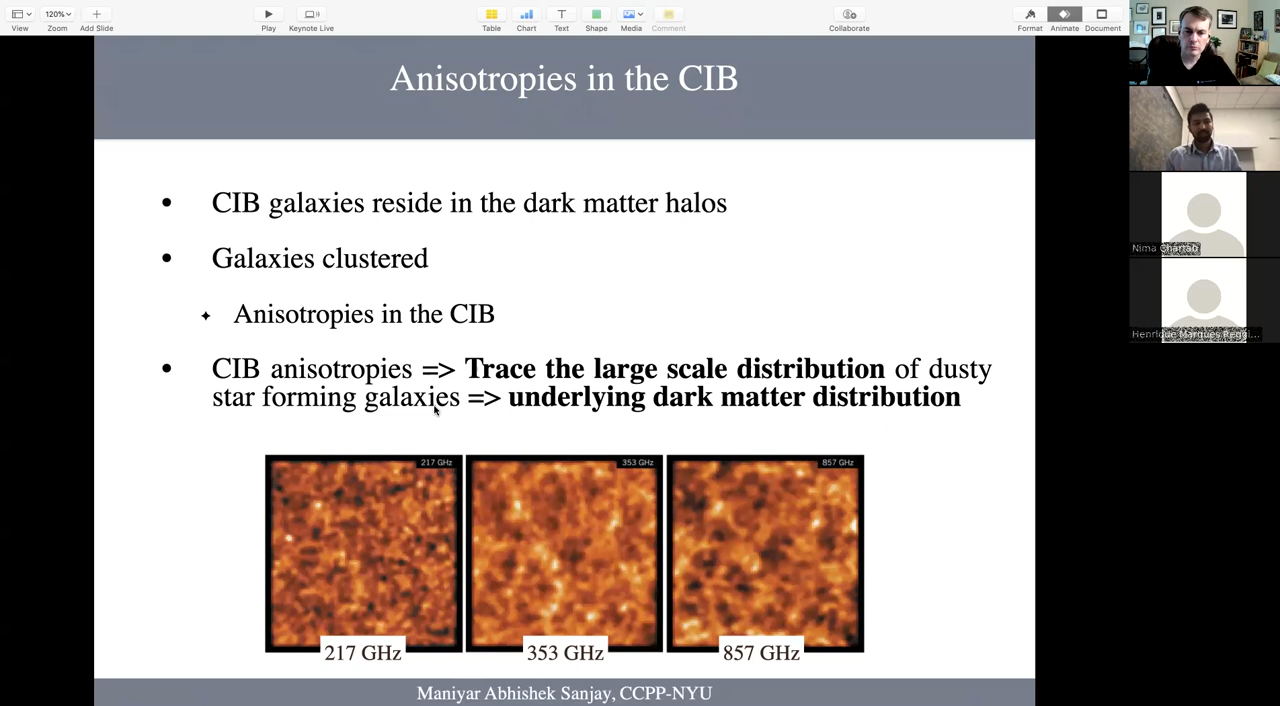 View
120%
Zoom
Add Slide
Play
Keynote Live
Table
Chart
Text
Shape
Media
Comment
Collaborate
Format
Animate
Document
Anisotropies in the CIB
• CIB galaxies reside in the dark matter halos
• Galaxies clustered
✦ Anisotropies in the CIB
• CIB anisotropies => Trace the large scale distribution of dusty
star forming galaxies => underlying dark matter distribution
217 GHz
353 GHz
857 GHz
217 GHz
353 GHz
857 GHz
Maniyar Abhishek Sanjay, CCPP-NYU
Nima Chartab
Henrique Marques Reggi...